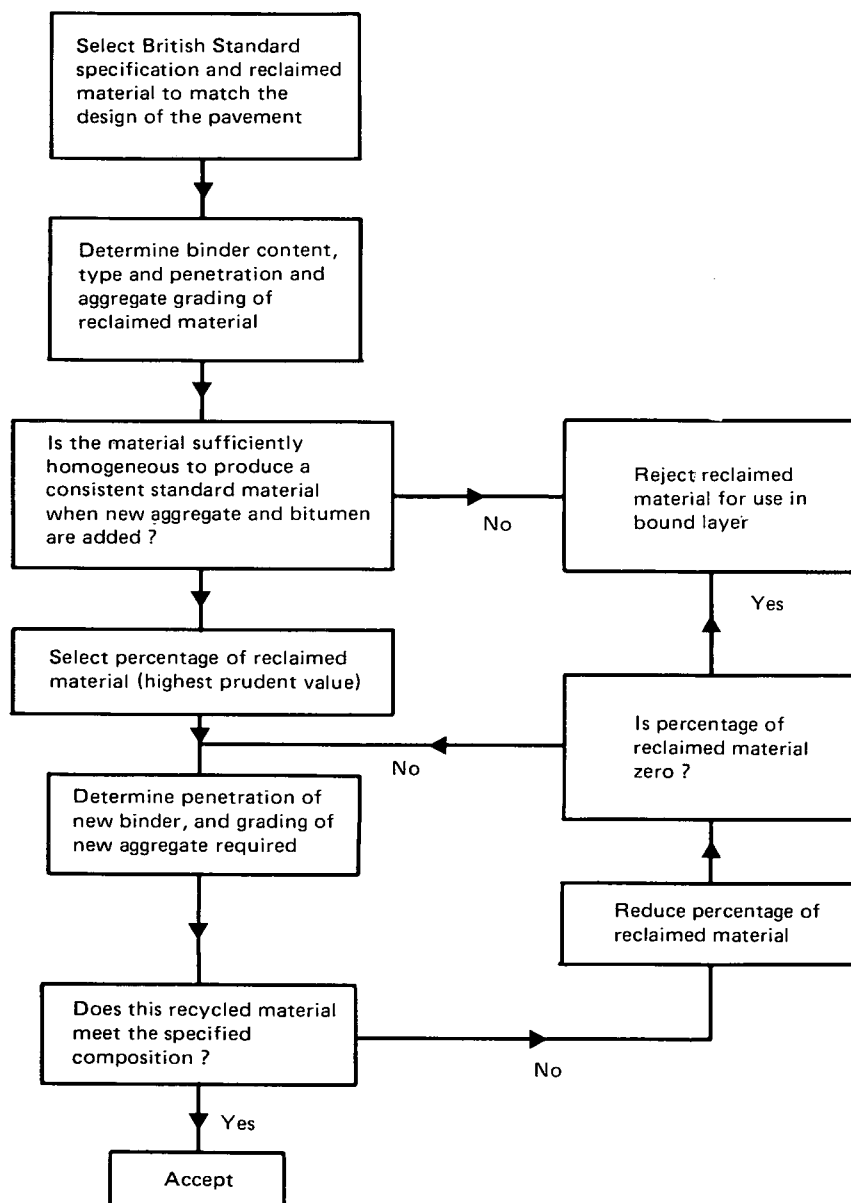 Select British Standard
specification and reclaimed
material to match the
design of the pavement
Determine binder content,
type and penetration and
aggregate grading of
reclaimed material
Is the material sufficiently
homogeneous to produce a
consistent standard material
when new aggregate and bitumen
are added ?
No
Reject reclaimed
material for use in
bound layer
Yes
Select percentage of reclaimed
material (highest prudent value)
Is percentage of
reclaimed material
zero ?
No
Determine penetration of
new binder, and grading of
new aggregate required
Reduce percentage of
reclaimed material
Does this recycled material
meet the specified
composition ?
No
Yes
Accept